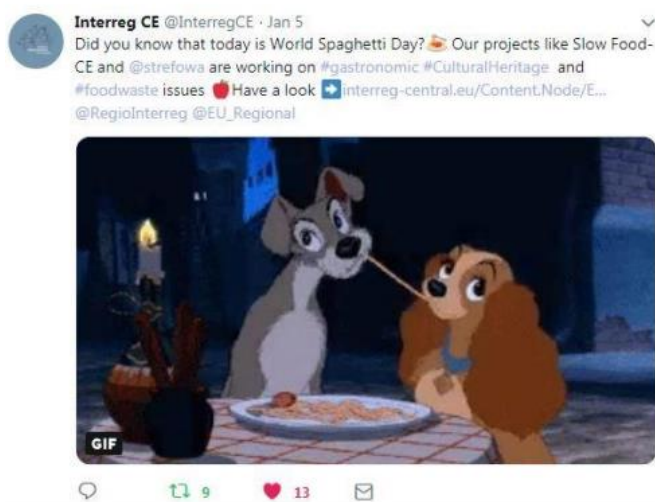 Interreg CE @InterregCE · Jan 5
Did you know that today is World Spaghetti Day?🍝 Our projects like Slow Food-
CE and @strefowa are working on #gastronomic #CulturalHeritage and
#foodwaste issues 🍎Have a look ➡interreg-central.eu/Content.Node/E...
@RegioInterreg @EU_Regional
GIF
9 13